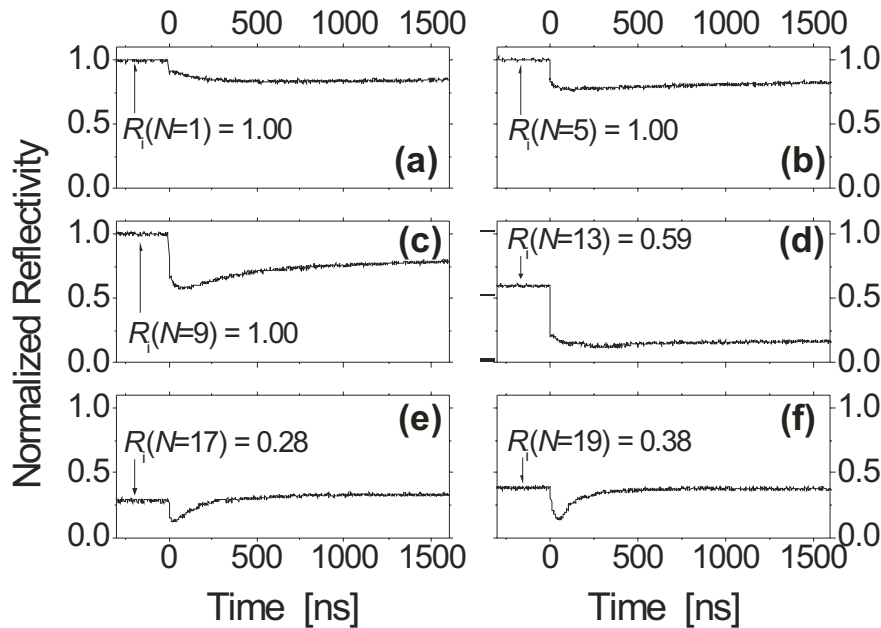 0 500 1000 1500 0 500 1000 1500
Normalized Reflectivity
1.0 0.5 0.0
R_i(N=1) = 1.00
(a)
R_i(N=5) = 1.00
(b)
1.0 0.5 0.0
1.0 0.5 0.0
R_i(N=9) = 1.00
(c)
R_i(N=13) = 0.59
(d)
1.0 0.5 0.0
1.0 0.5 0.0
R_i(N=17) = 0.28
(e)
R_i(N=19) = 0.38
(f)
1.0 0.5 0.0
0 500 1000 1500 0 500 1000 1500
Time [ns] Time [ns]